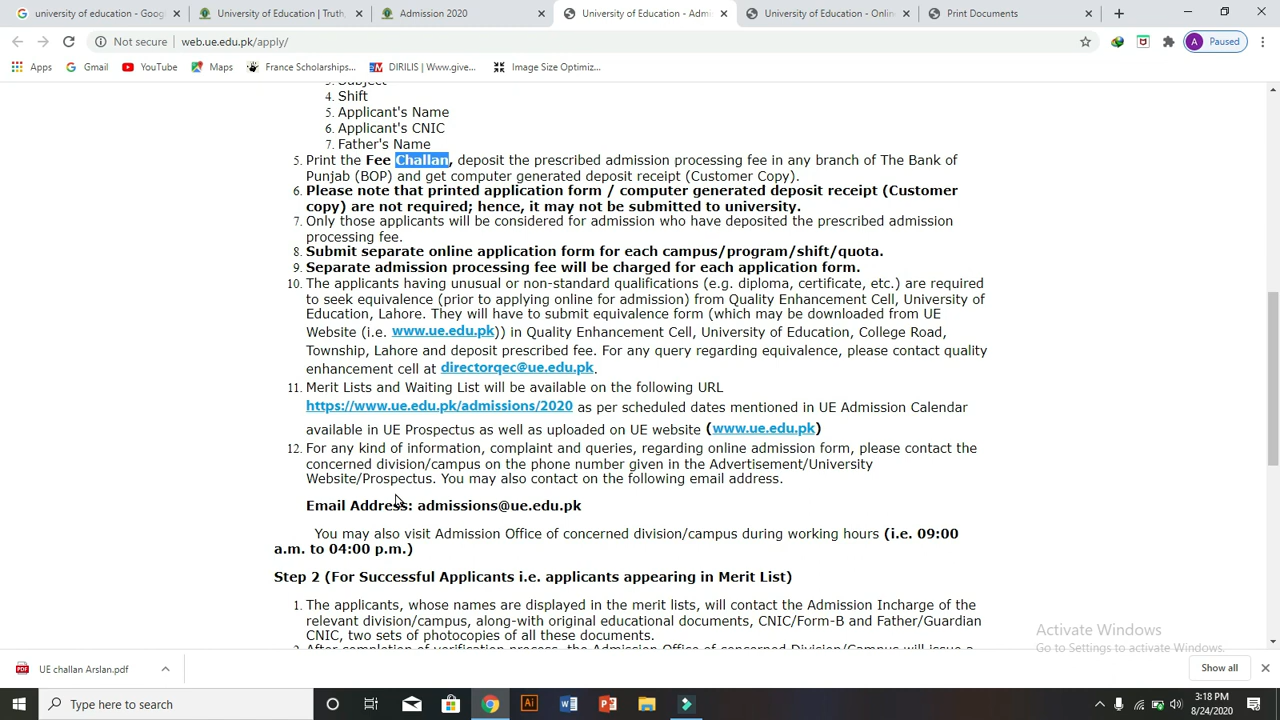 university of education - Goog
University of Education | Truth,
Admission 2020
University of Education - Admi
University of Education - Onlin
Print Documents
Not secure
web.ue.edu.pk/apply/
A Paused
Apps
Gmail
YouTube
Maps
France Scholarships...
DIRILIS | Www.give...
Image Size Optimiz...
3. Subject
4. Shift
5. Applicant's Name
6. Applicant's CNIC
7. Father's Name
5. Print the Fee Challan, deposit the prescribed admission processing fee in any branch of The Bank of
Punjab (BOP) and get computer generated deposit receipt (Customer Copy).
6. Please note that printed application form / computer generated deposit receipt (Customer
copy) are not required; hence, it may not be submitted to university.
7. Only those applicants will be considered for admission who have deposited the prescribed admission
processing fee.
8. Submit separate online application form for each campus/program/shift/quota.
9. Separate admission processing fee will be charged for each application form.
10. The applicants having unusual or non-standard qualifications (e.g. diploma, certificate, etc.) are required
to seek equivalence (prior to applying online for admission) from Quality Enhancement Cell, University of
Education, Lahore. They will have to submit equivalence form (which may be downloaded from UE
Website (i.e. www.ue.edu.pk)) in Quality Enhancement Cell, University of Education, College Road,
Township, Lahore and deposit prescribed fee. For any query regarding equivalence, please contact quality
enhancement cell at directorqec@ue.edu.pk.
11. Merit Lists and Waiting List will be available on the following URL
https://www.ue.edu.pk/admissions/2020 as per scheduled dates mentioned in UE Admission Calendar
available in UE Prospectus as well as uploaded on UE website (www.ue.edu.pk)
12. For any kind of information, complaint and queries, regarding online admission form, please contact the
concerned division/campus on the phone number given in the Advertisement/University
Website/Prospectus. You may also contact on the following email address.
Email Address: admissions@ue.edu.pk
You may also visit Admission Office of concerned division/campus during working hours (i.e. 09:00
a.m. to 04:00 p.m.)
Step 2 (For Successful Applicants i.e. applicants appearing in Merit List)
1. The applicants, whose names are displayed in the merit lists, will contact the Admission Incharge of the
relevant division/campus, along-with original educational documents, CNIC/Form-B and Father/Guardian
CNIC, two sets of photocopies of all these documents.
2. After completion of verification process, the Admission Office of concerned Division/Campus will issue a
Activate Windows
Go to Settings to activate Windows.
UE challan Arslan.pdf
Show all
Type here to search
3:18 PM
8/24/2020